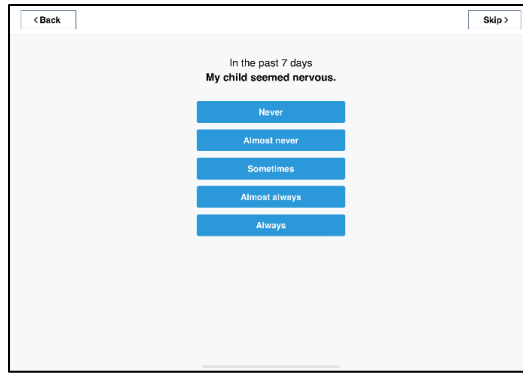 < Back
Skip >
In the past 7 days
My child seemed nervous.
Never
Almost never
Sometimes
Almost always
Always